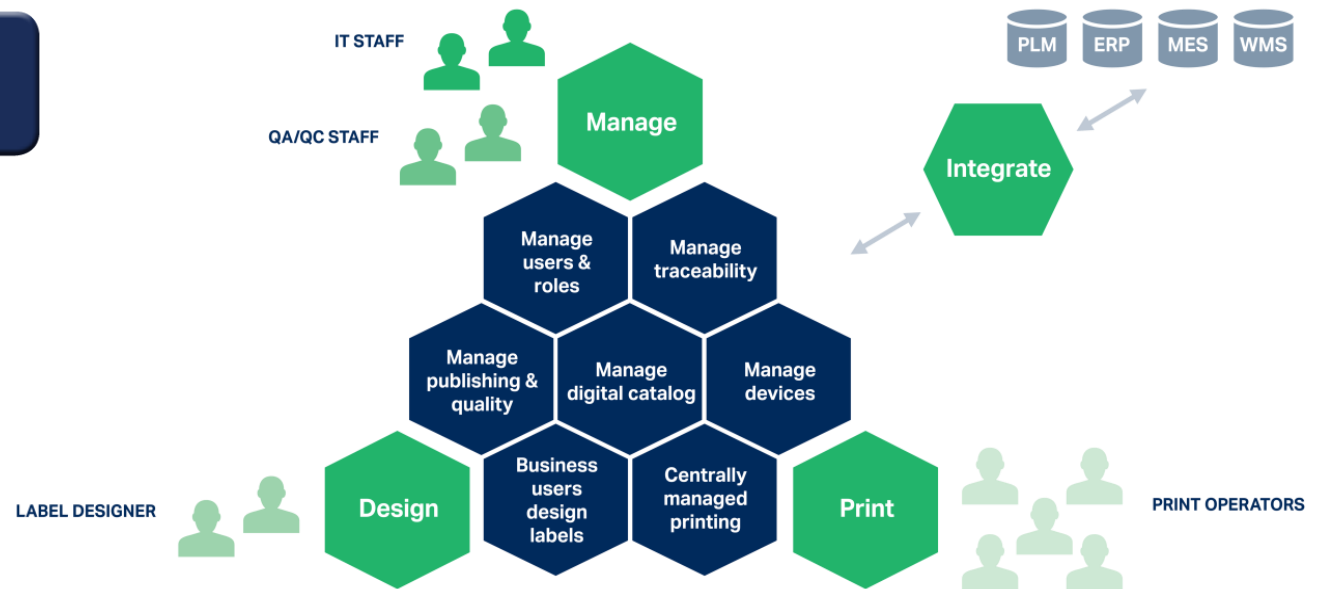 IT STAFF
QA/QC STAFF
Manage
PLM
ERP
MES
WMS
Integrate
Manage
users &
roles
Manage
traceability
Manage
publishing &
quality
Manage
digital catalog
Manage
devices
LABEL DESIGNER
Design
Business
users
design
labels
Centrally
managed
printing
Print
PRINT OPERATORS